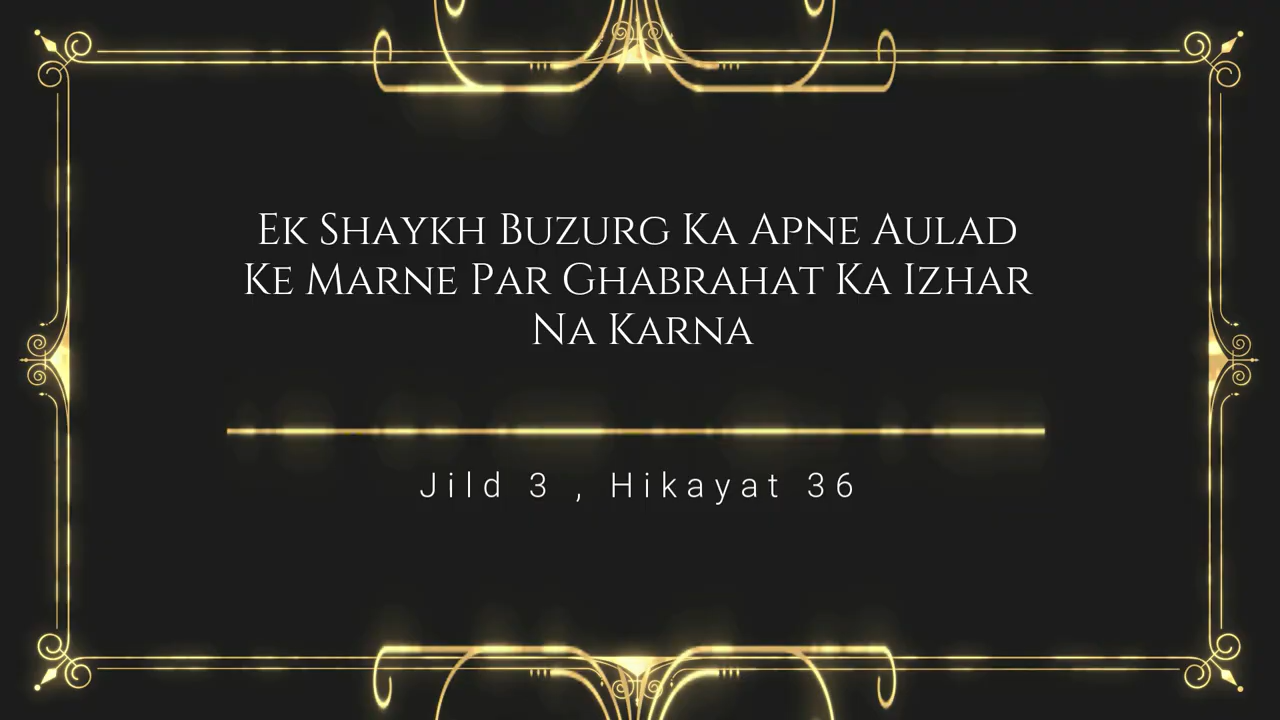 Ek Shaykh Buzurg Ka Apne Aulad
Ke Marne Par Ghabrahat Ka Izhar
Na Karna
Jild 3 , Hikayat 36